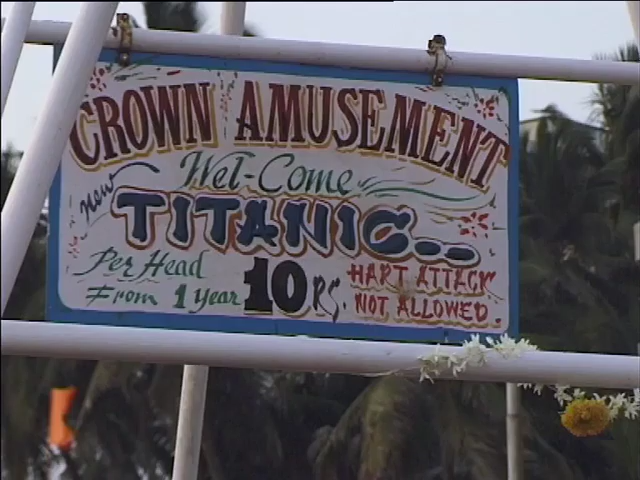 CROWN AMUSEMENT
Wel-Come
New
TITANIC...
Per Head
From 1 Year 10 RS.
HART ATTACK
NOT ALLOWED.